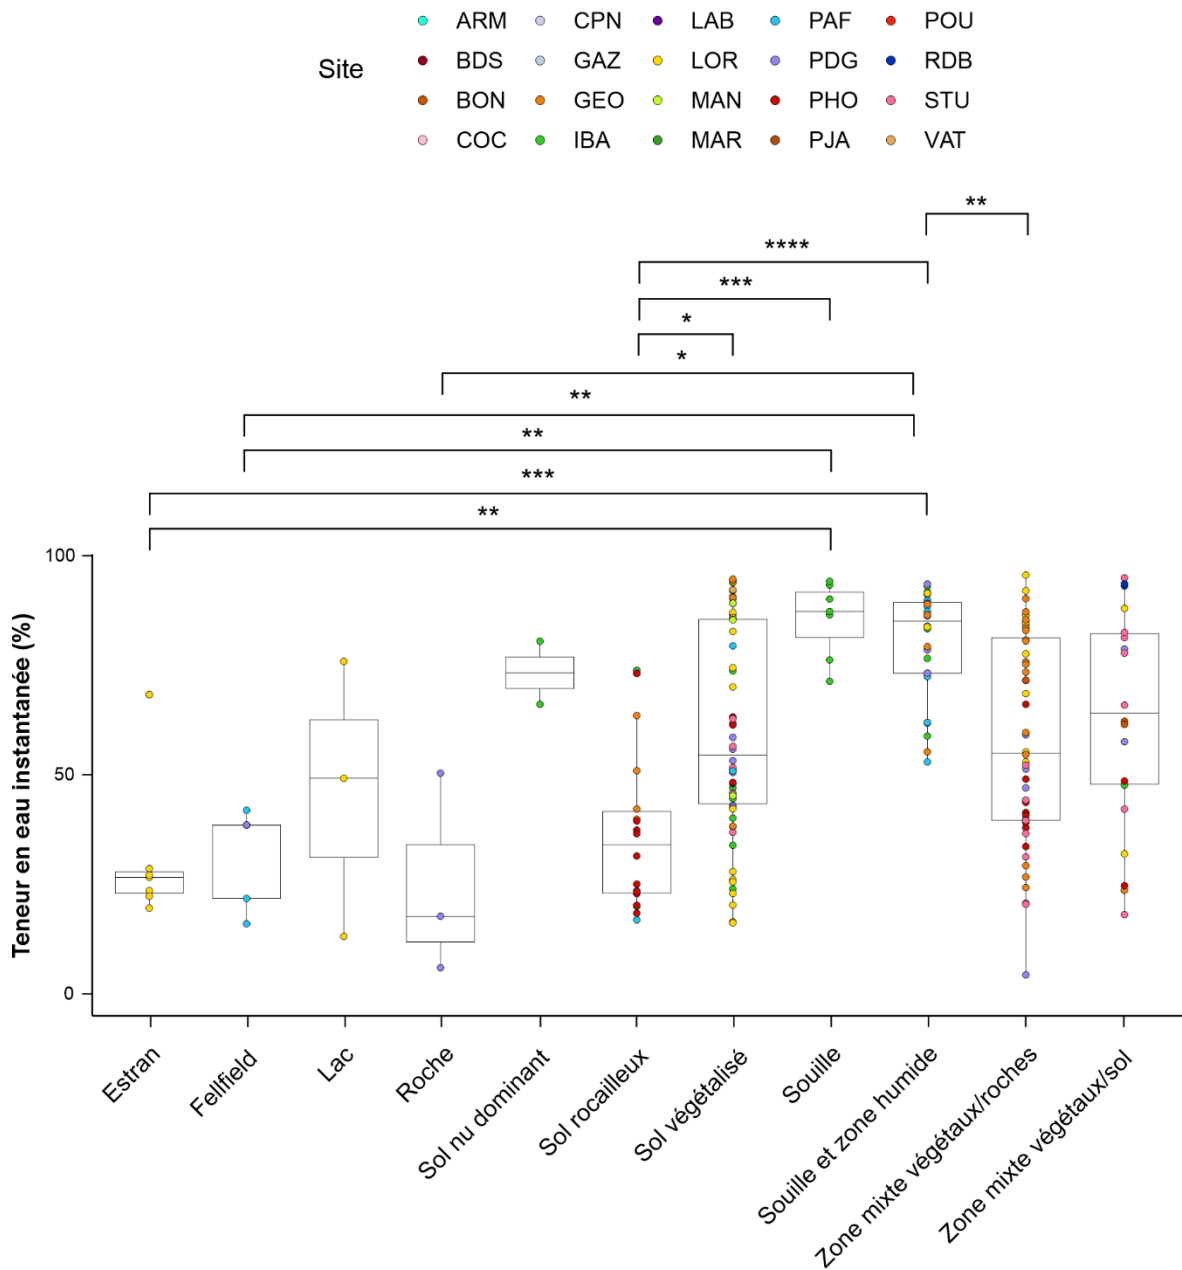 ARM CPN LAB PAF POU
Site BDS GAZ LOR PDG RDB
BON GEO MAN PHO STU
COC IBA MAR PJA VAT
**
****
***
*
*
**
**
***
**
Teneur en eau instantanée (%)
100
50
0
Estran
Fellfield
Lac
Roche
Sol nu dominant
Sol rocailleux
Sol végétalisé
Souille
Souille et zone humide
Zone mixte végétaux/roches
Zone mixte végétaux/sol